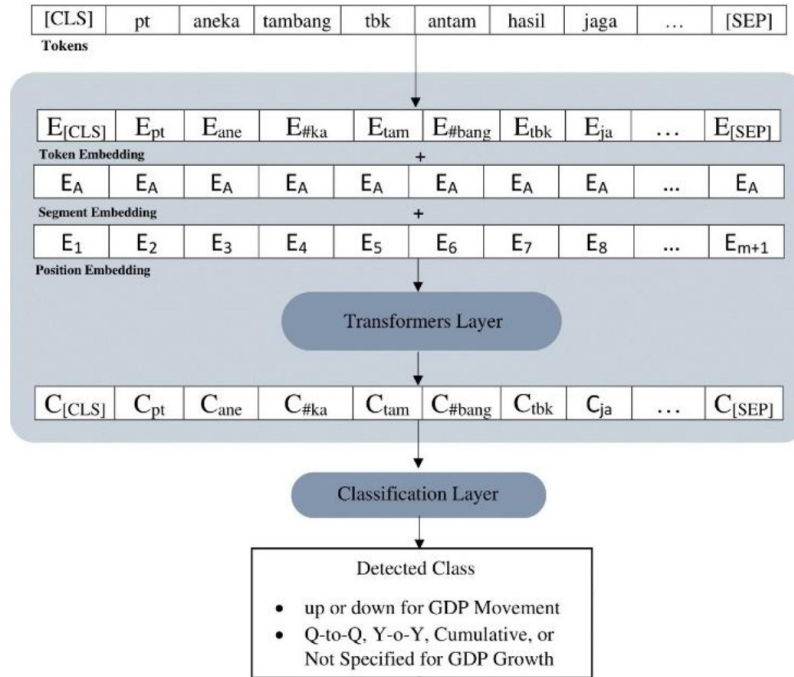 [CLS] pt aneka tambang tbk antam hasil jaga ... [SEP]
Tokens
E[CLS] Ept Eane E#ka Etam E#bang Etbk Eja ... E[SEP]
Token Embedding +
EA EA EA EA EA EA EA EA ... EA
Segment Embedding +
E1 E2 E3 E4 E5 E6 E7 E8 ... Em+1
Position Embedding
Transformers Layer
C[CLS] Cpt Cane C#ka Ctam C#bang Ctbk Cja ... C[SEP]
Classification Layer
Detected Class
• up or down for GDP Movement
• Q-to-Q, Y-o-Y, Cumulative, or
Not Specified for GDP Growth